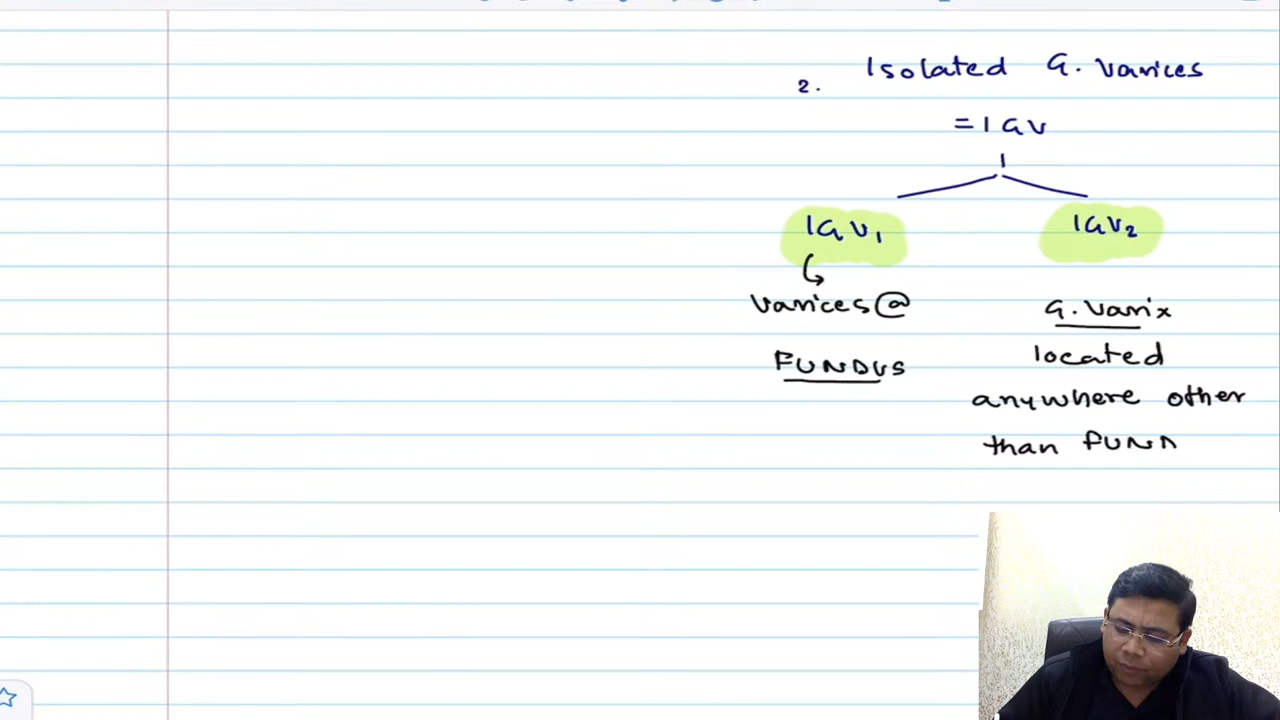 2. Isolated G. Varices
= IGV
IGV₁
IGV₂
Varices @
FUNDUS
G. Varix
located
anywhere other
than FUND